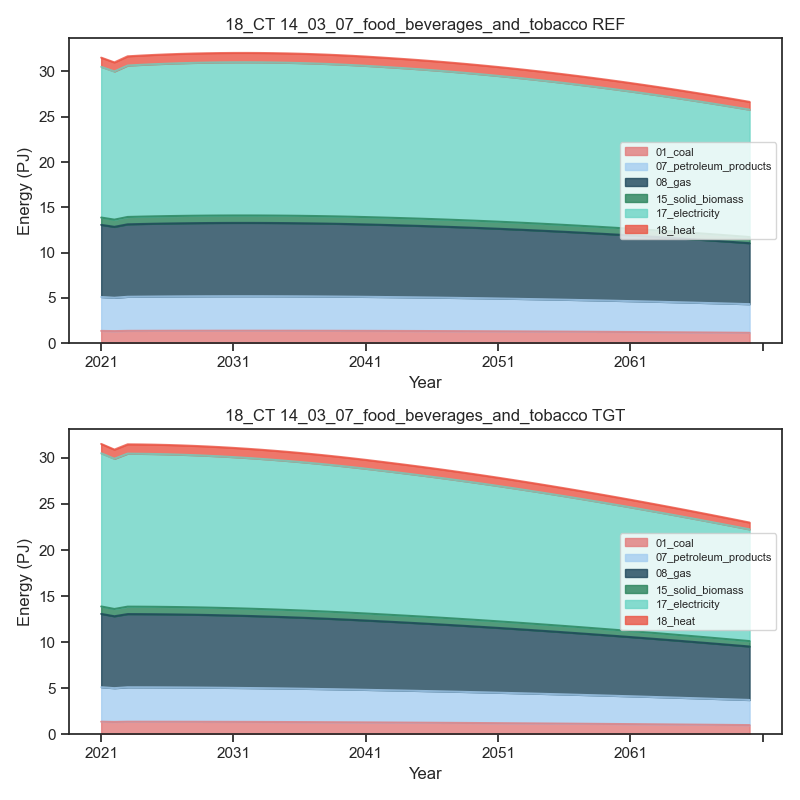 18_CT 14_03_07_food_beverages_and_tobacco REF
Energy (PJ)
30
25
20
15
10
5
0
01_coal
07_petroleum_products
08_gas
15_solid_biomass
17_electricity
18_heat
2021 2031 2041 2051 2061
Year
18_CT 14_03_07_food_beverages_and_tobacco TGT
Energy (PJ)
30
25
20
15
10
5
0
01_coal
07_petroleum_products
08_gas
15_solid_biomass
17_electricity
18_heat
2021 2031 2041 2051 2061
Year